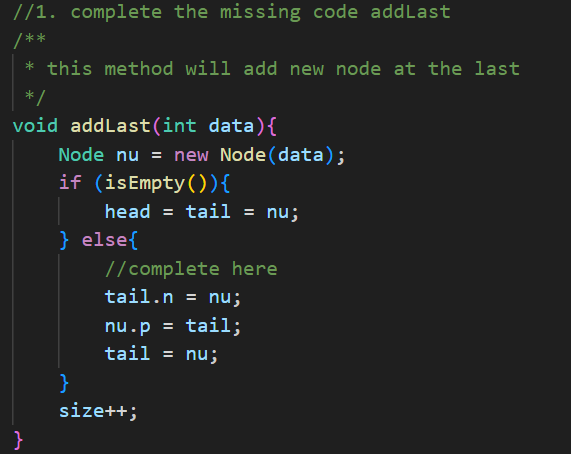 //1. complete the missing code addLast
/**
 * this method will add new node at the last
 */
void addLast(int data){
    Node nu = new Node(data);
    if (isEmpty()){
        head = tail = nu;
    } else{
        //complete here
        tail.n = nu;
        nu.p = tail;
        tail = nu;
    }
    size++;
}